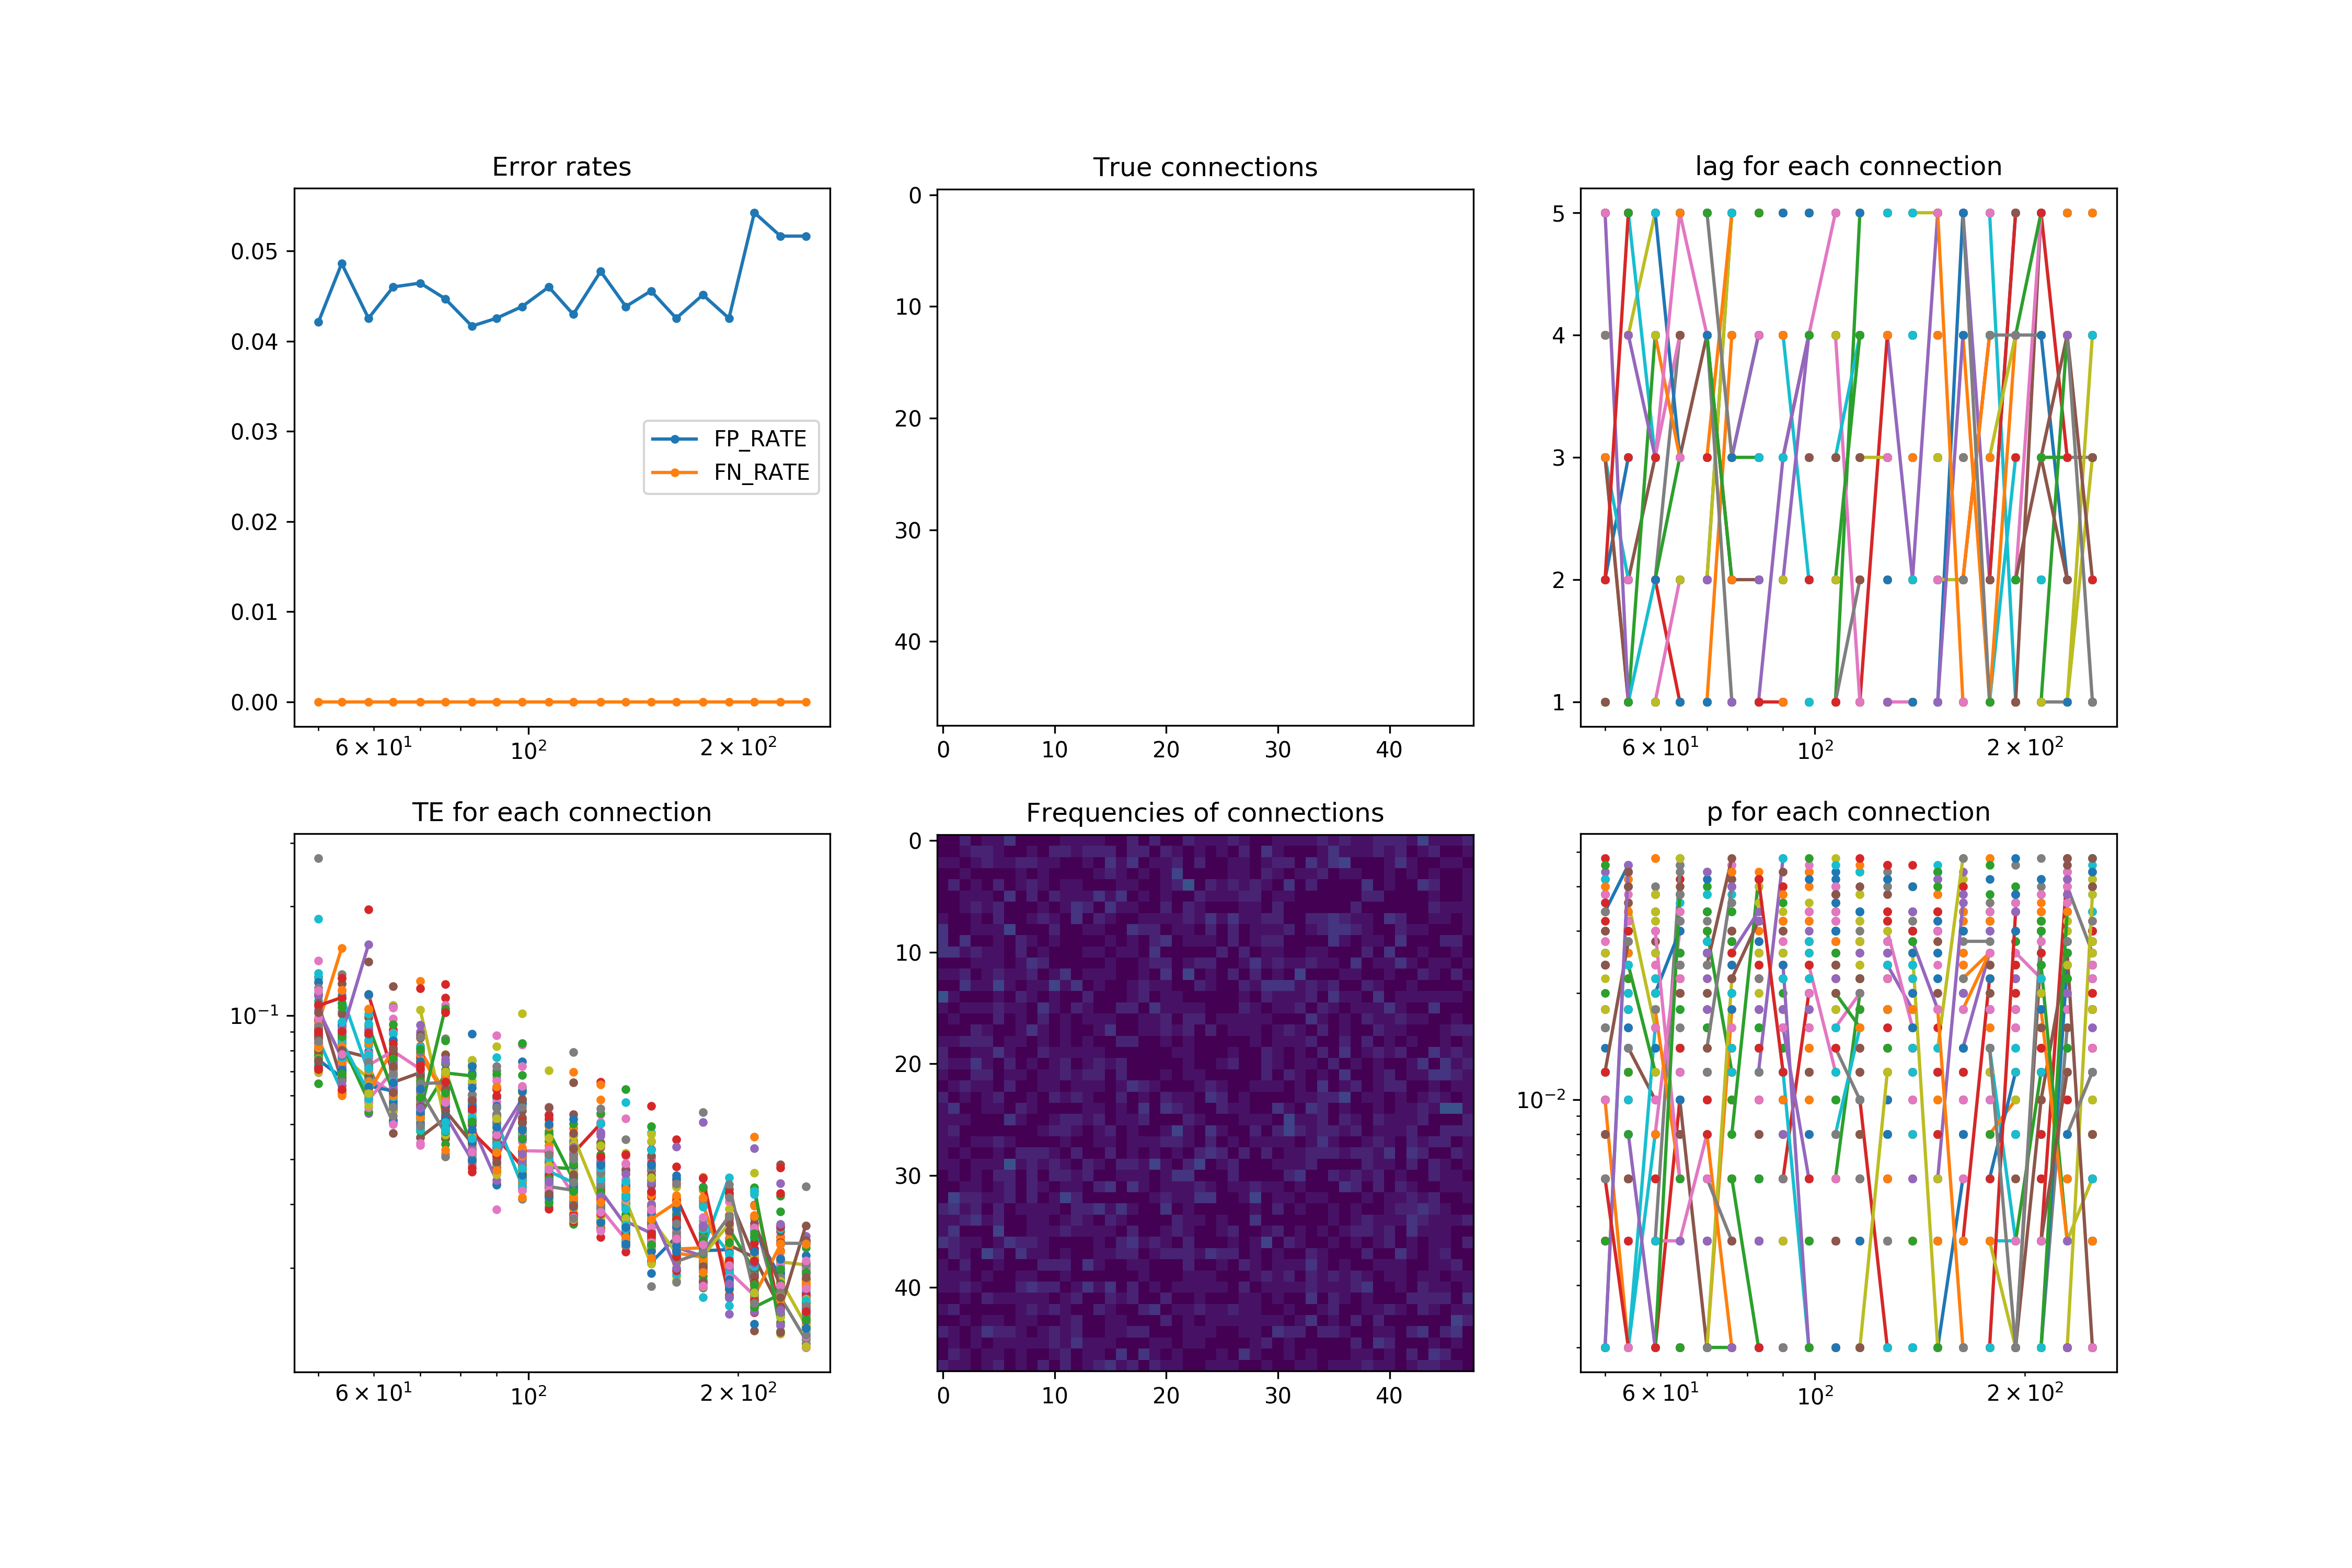 Error rates
0.05
0.04
0.03
0.02
0.01
0.00
FP_RATE
FN_RATE
6 × 10¹
10²
2 × 10²
True connections
0
10
20
30
40
0
10
20
30
40
lag for each connection
5
4
3
2
1
6 × 10¹
10²
2 × 10²
TE for each connection
10⁻¹
6 × 10¹
10²
2 × 10²
Frequencies of connections
0
10
20
30
40
0
10
20
30
40
p for each connection
10⁻²
6 × 10¹
10²
2 × 10²